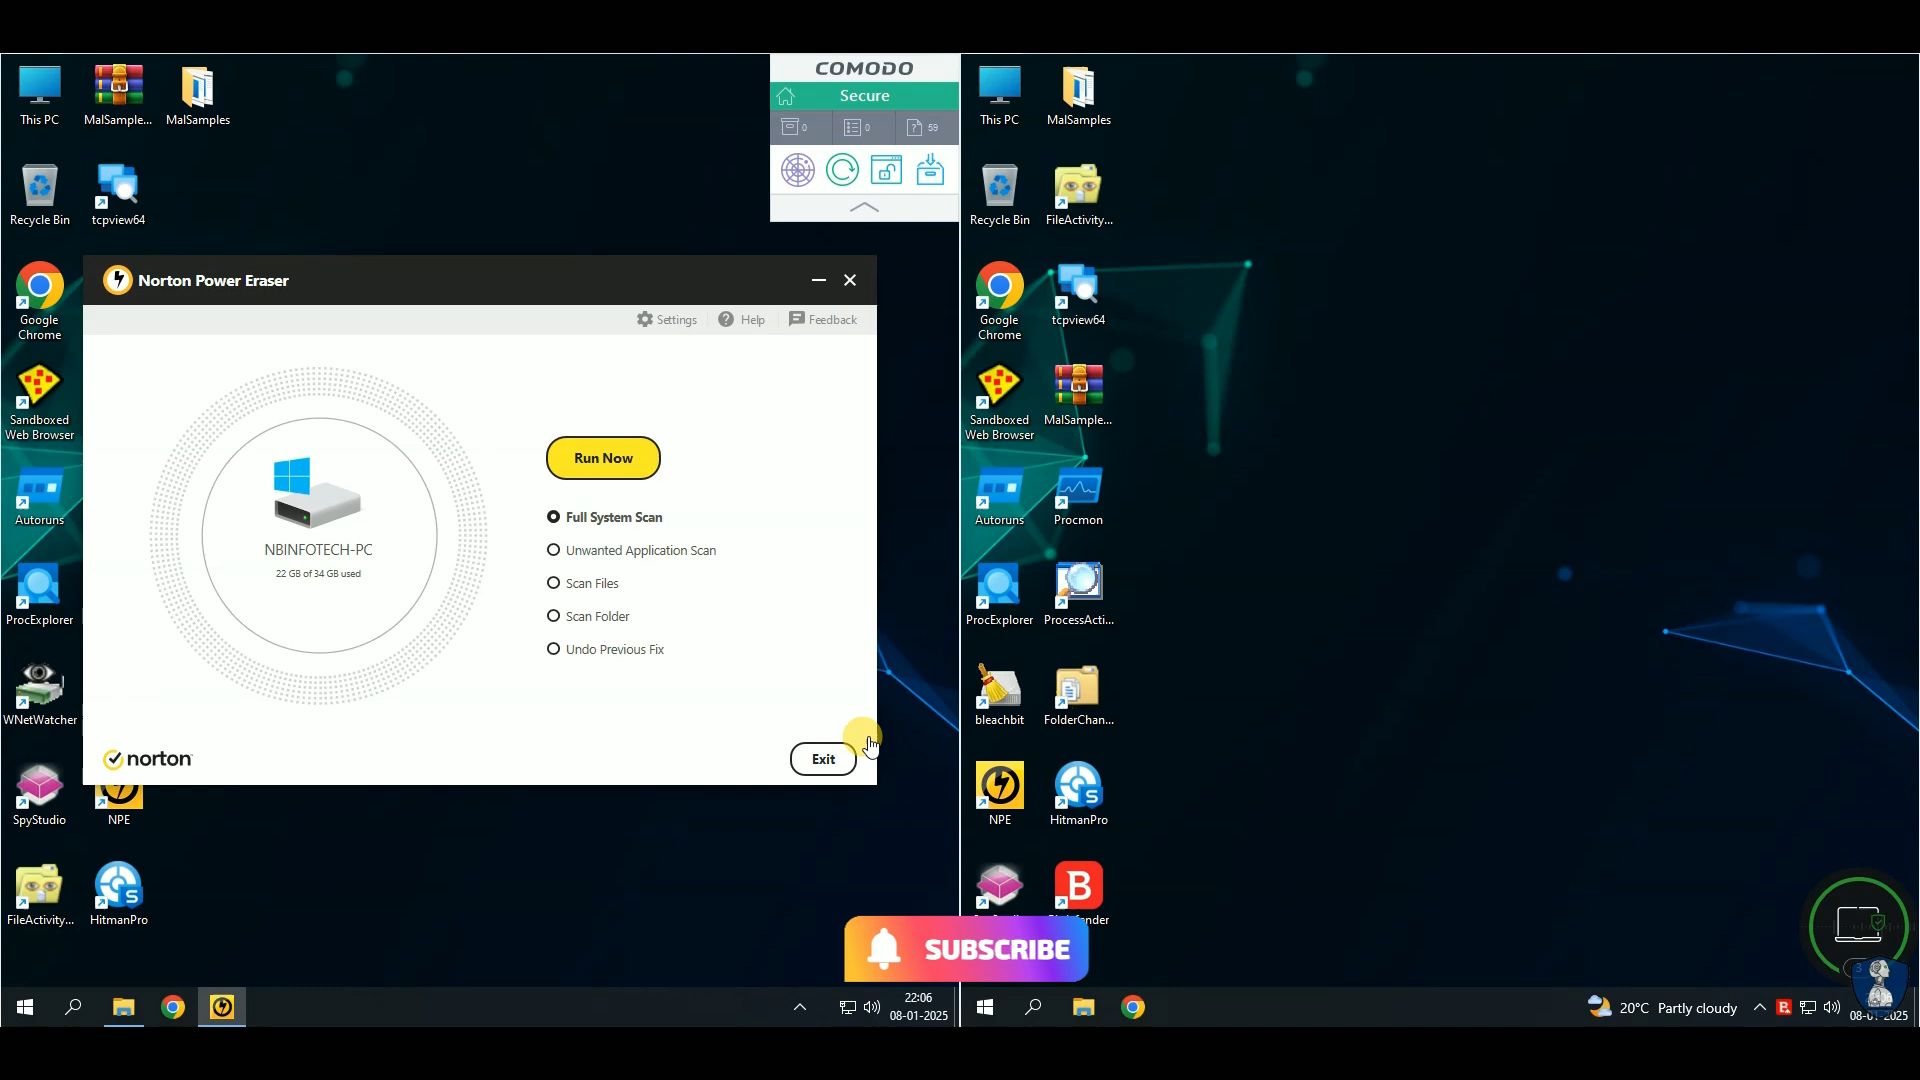 This PC
MalSample...
MalSamples
Recycle Bin
tcpview64
Google
Chrome
Sandboxed
Web Browser
Autoruns
ProcExplorer
WNetWatcher
SpyStudio
NPE
FileActivity...
HitmanPro
COMODO
Secure
0
0
59
Norton Power Eraser
Settings
Help
Feedback
NBINFOTECH-PC
22 GB of 34 GB used
Run Now
Full System Scan
Unwanted Application Scan
Scan Files
Scan Folder
Undo Previous Fix
norton
Exit
22:06
08-01-2025
This PC
MalSamples
Recycle Bin
FileActivity...
Google
Chrome
tcpview64
Sandboxed
Web Browser
MalSample...
Autoruns
Procmon
ProcExplorer
ProcessActi...
bleachbit
FolderChan...
NPE
HitmanPro
B
SUBSCRIBE
20°C Partly cloudy